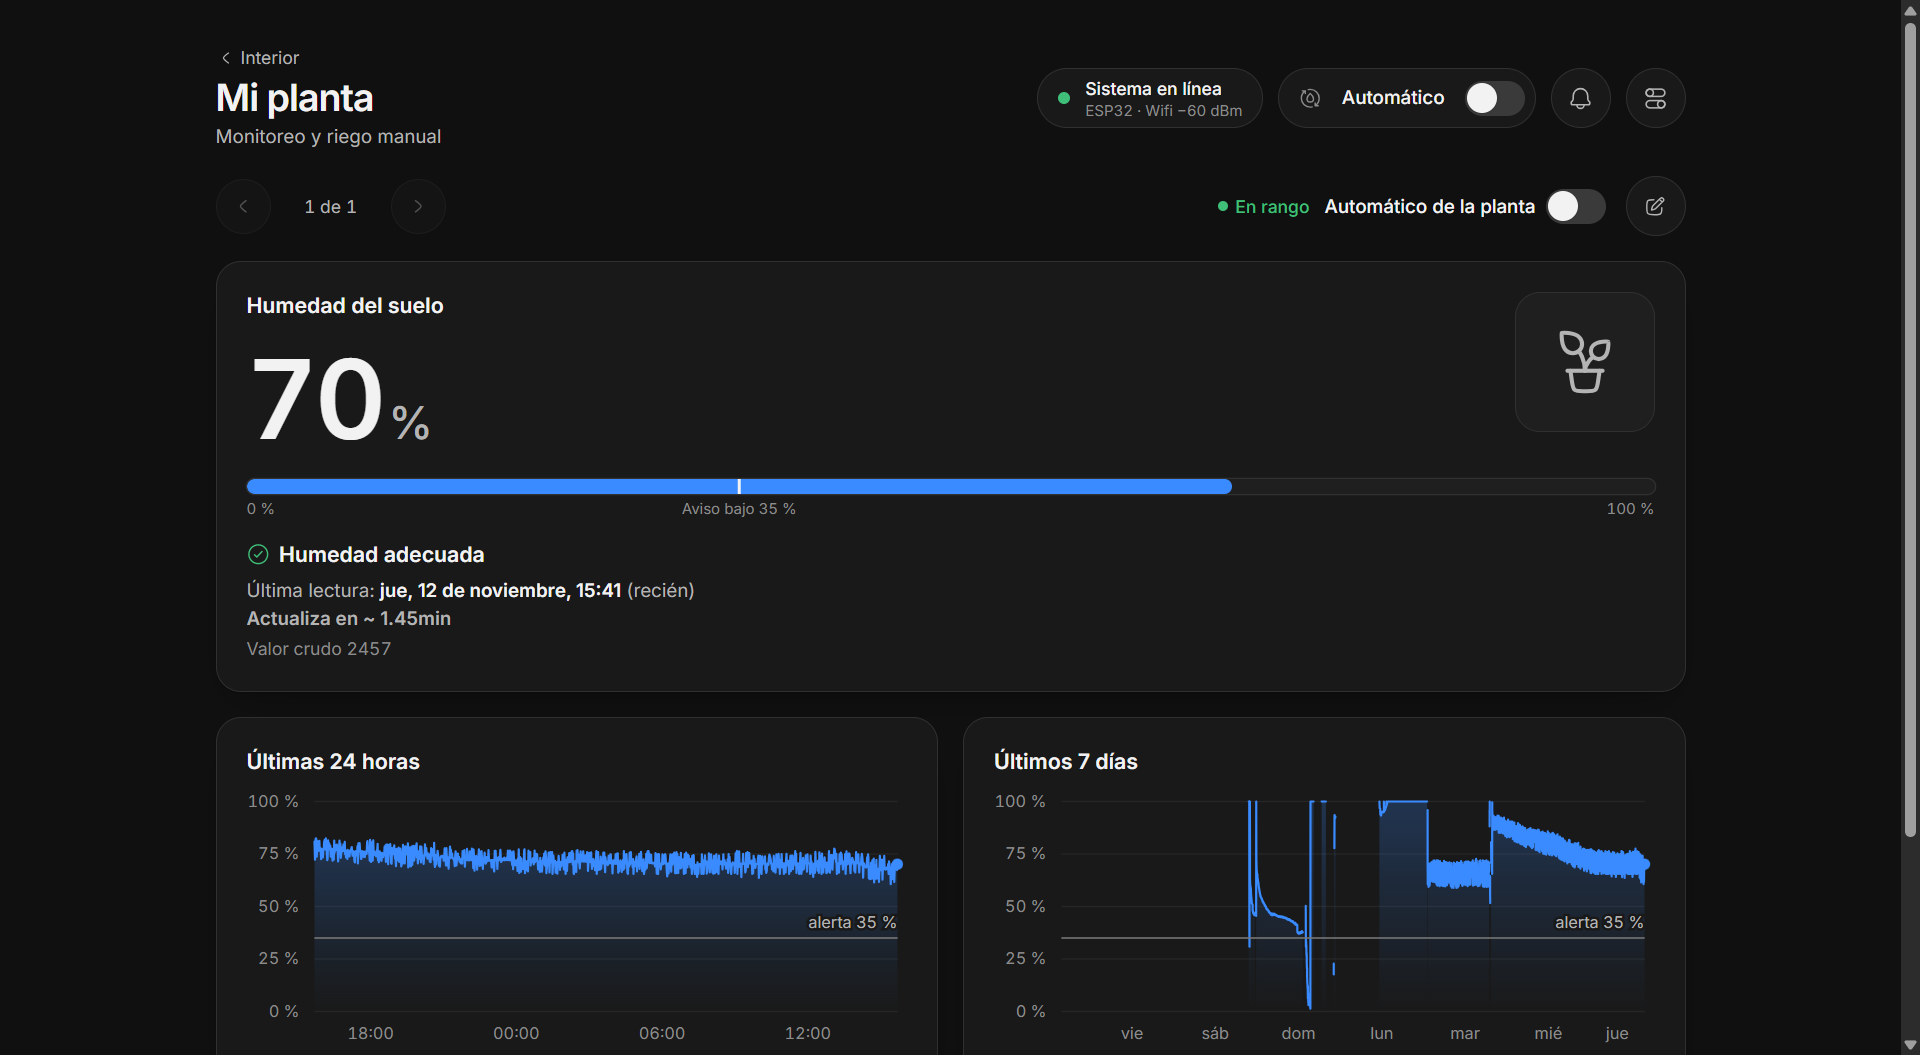 Interior
Mi planta
Monitoreo y riego manual
Sistema en línea
ESP32 · Wifi −60 dBm
Automático
1 de 1
En rango
Automático de la planta
Humedad del suelo
70 %
0 %
Aviso bajo 35 %
100 %
Humedad adecuada
Última lectura: jue, 12 de noviembre, 15:41 (recién)
Actualiza en ~ 1.45min
Valor crudo 2457
Últimas 24 horas
100 %
75 %
50 %
alerta 35 %
25 %
0 %
18:00
00:00
06:00
12:00
Últimos 7 días
100 %
75 %
50 %
alerta 35 %
25 %
0 %
vie
sáb
dom
lun
mar
mié
jue